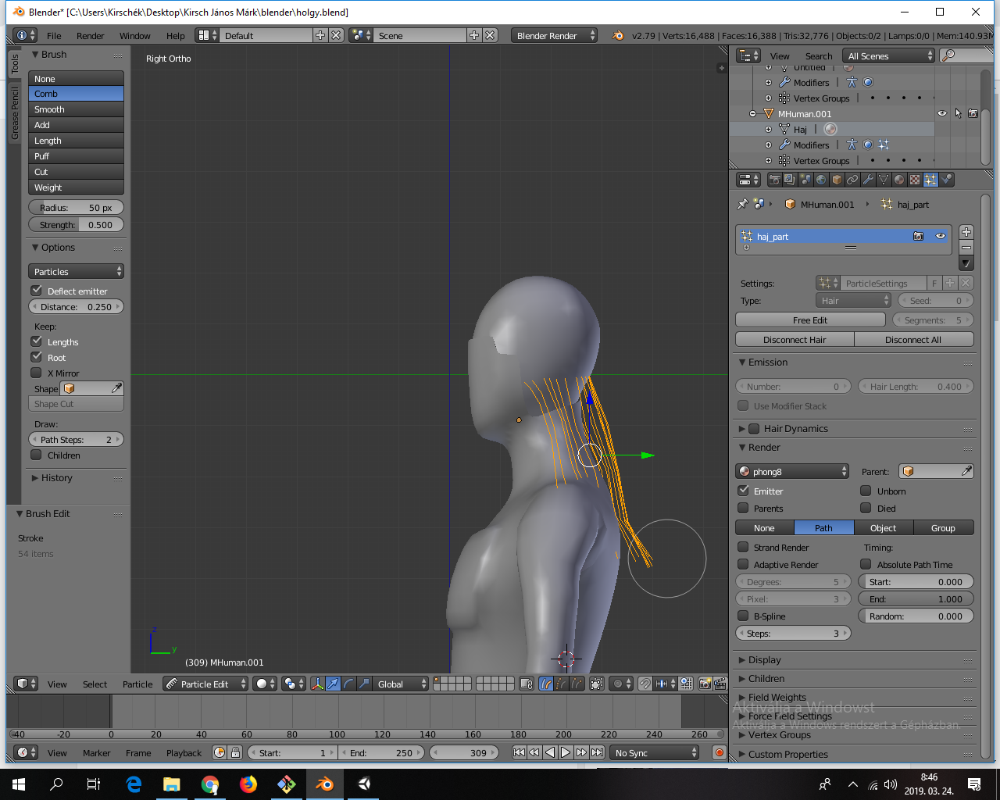 Blender* [C:\Users\Kirschék\Desktop\Kirsch János Márk\blender\holgy.blend]
File Render Window Help Default Scene Blender Render v2.79 | Verts:16,488 | Faces:16,388 | Tris:32,776 | Objects:0/2 | Lamps:0/0 | Mem:140.93M
Tools
Grease Pencil
Brush
None
Comb
Smooth
Add
Length
Puff
Cut
Weight
Radius: 50 px
Strength: 0.500
Options
Particles
Deflect emitter
Distance: 0.250
Keep:
Lengths
Root
X Mirror
Shape
Shape Cut
Draw:
Path Steps: 2
Children
History
Brush Edit
Stroke
54 items
Right Ortho
z
y
(309) MHuman.001
View Select Particle Particle Edit Global
-40 -20 0 20 40 60 80 100 120 140 160 180 200 220 240 260
View Marker Frame Playback Start: 1 End: 250 309 No Sync
View Search All Scenes
Untitled
Modifiers
Vertex Groups
MHuman.001
Haj
Modifiers
Vertex Groups
MHuman.001 haj_part
haj_part
Settings: ParticleSettings F
Type: Hair Seed: 0
Free Edit Segments: 5
Disconnect Hair Disconnect All
Emission
Number: 0 Hair Length: 0.400
Use Modifier Stack
Hair Dynamics
Render
phong8 Parent:
Emitter Unborn
Parents Died
None Path Object Group
Strand Render Timing:
Adaptive Render Absolute Path Time
Degrees: 5 Start: 0.000
Pixel: 3 End: 1.000
B-Spline Random: 0.000
Steps: 3
Display
Children
Field Weights
Aktiválja a Windowst
Force Field Settings
Aktiválja a Windows rendszert a Gépházban.
Vertex Groups
Custom Properties
8:46
2019. 03. 24.